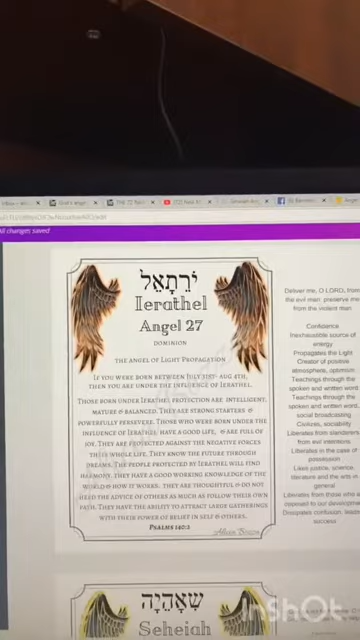 All changes saved
יֵרַתְאֵל
Ierathel
Angel 27
DOMINION
THE ANGEL OF LIGHT PROPAGATION
IF YOU WERE BORN BETWEEN JULY 31ST- AUG 4TH,
THEN YOU ARE UNDER THE INFLUENCE OF IERATHEL.
THOSE BORN UNDER IERATHEL PROTECTION ARE INTELLIGENT,
MATURE & BALANCED. THEY ARE STRONG STARTERS &
POWERFULLY PERSEVERE. THOSE WHO WERE BORN UNDER THE
INFLUENCE OF IERATHEL HAVE A GOOD LIFE, & ARE FULL OF
JOY. THEY ARE PROTECTED AGAINST THE NEGATIVE FORCES
THEIR WHOLE LIFE. THEY KNOW THE FUTURE THROUGH
DREAMS. THE PEOPLE PROTECTED BY IERATHEL WILL FIND
HARMONY. THEY HAVE A GOOD WORKING KNOWLEDGE OF THE
WORLD & HOW IT WORKS. THEY ARE THOUGHTFUL & DO NOT
HEED THE ADVICE OF OTHERS AS MUCH AS FOLLOW THEIR OWN
PATH. THEY HAVE THE ABILITY TO ATTRACT LARGE GATHERINGS
WITH THEIR POWER OF BELIEF IN SELF & OTHERS.
PSALMS 140:2
Deliver me, O LORD, from
the evil man: preserve me
from the violent man
Confidence
Inexhaustible source of
energy
Propagates the Light
Creator of positive
atmosphere, optimism
Teachings through the
spoken and written word
Teachings through the
spoken and written word,
social broadcasting
Civilizes, sociability
Liberates from slanderers
from evil intentions
Liberates in the case of
possession
Likes justice, science
literature and the arts in
general
Liberates from those who
opposed to our
Dissipates confusion,
success
שְׂאֵהיָה
Seheiah
InShOt